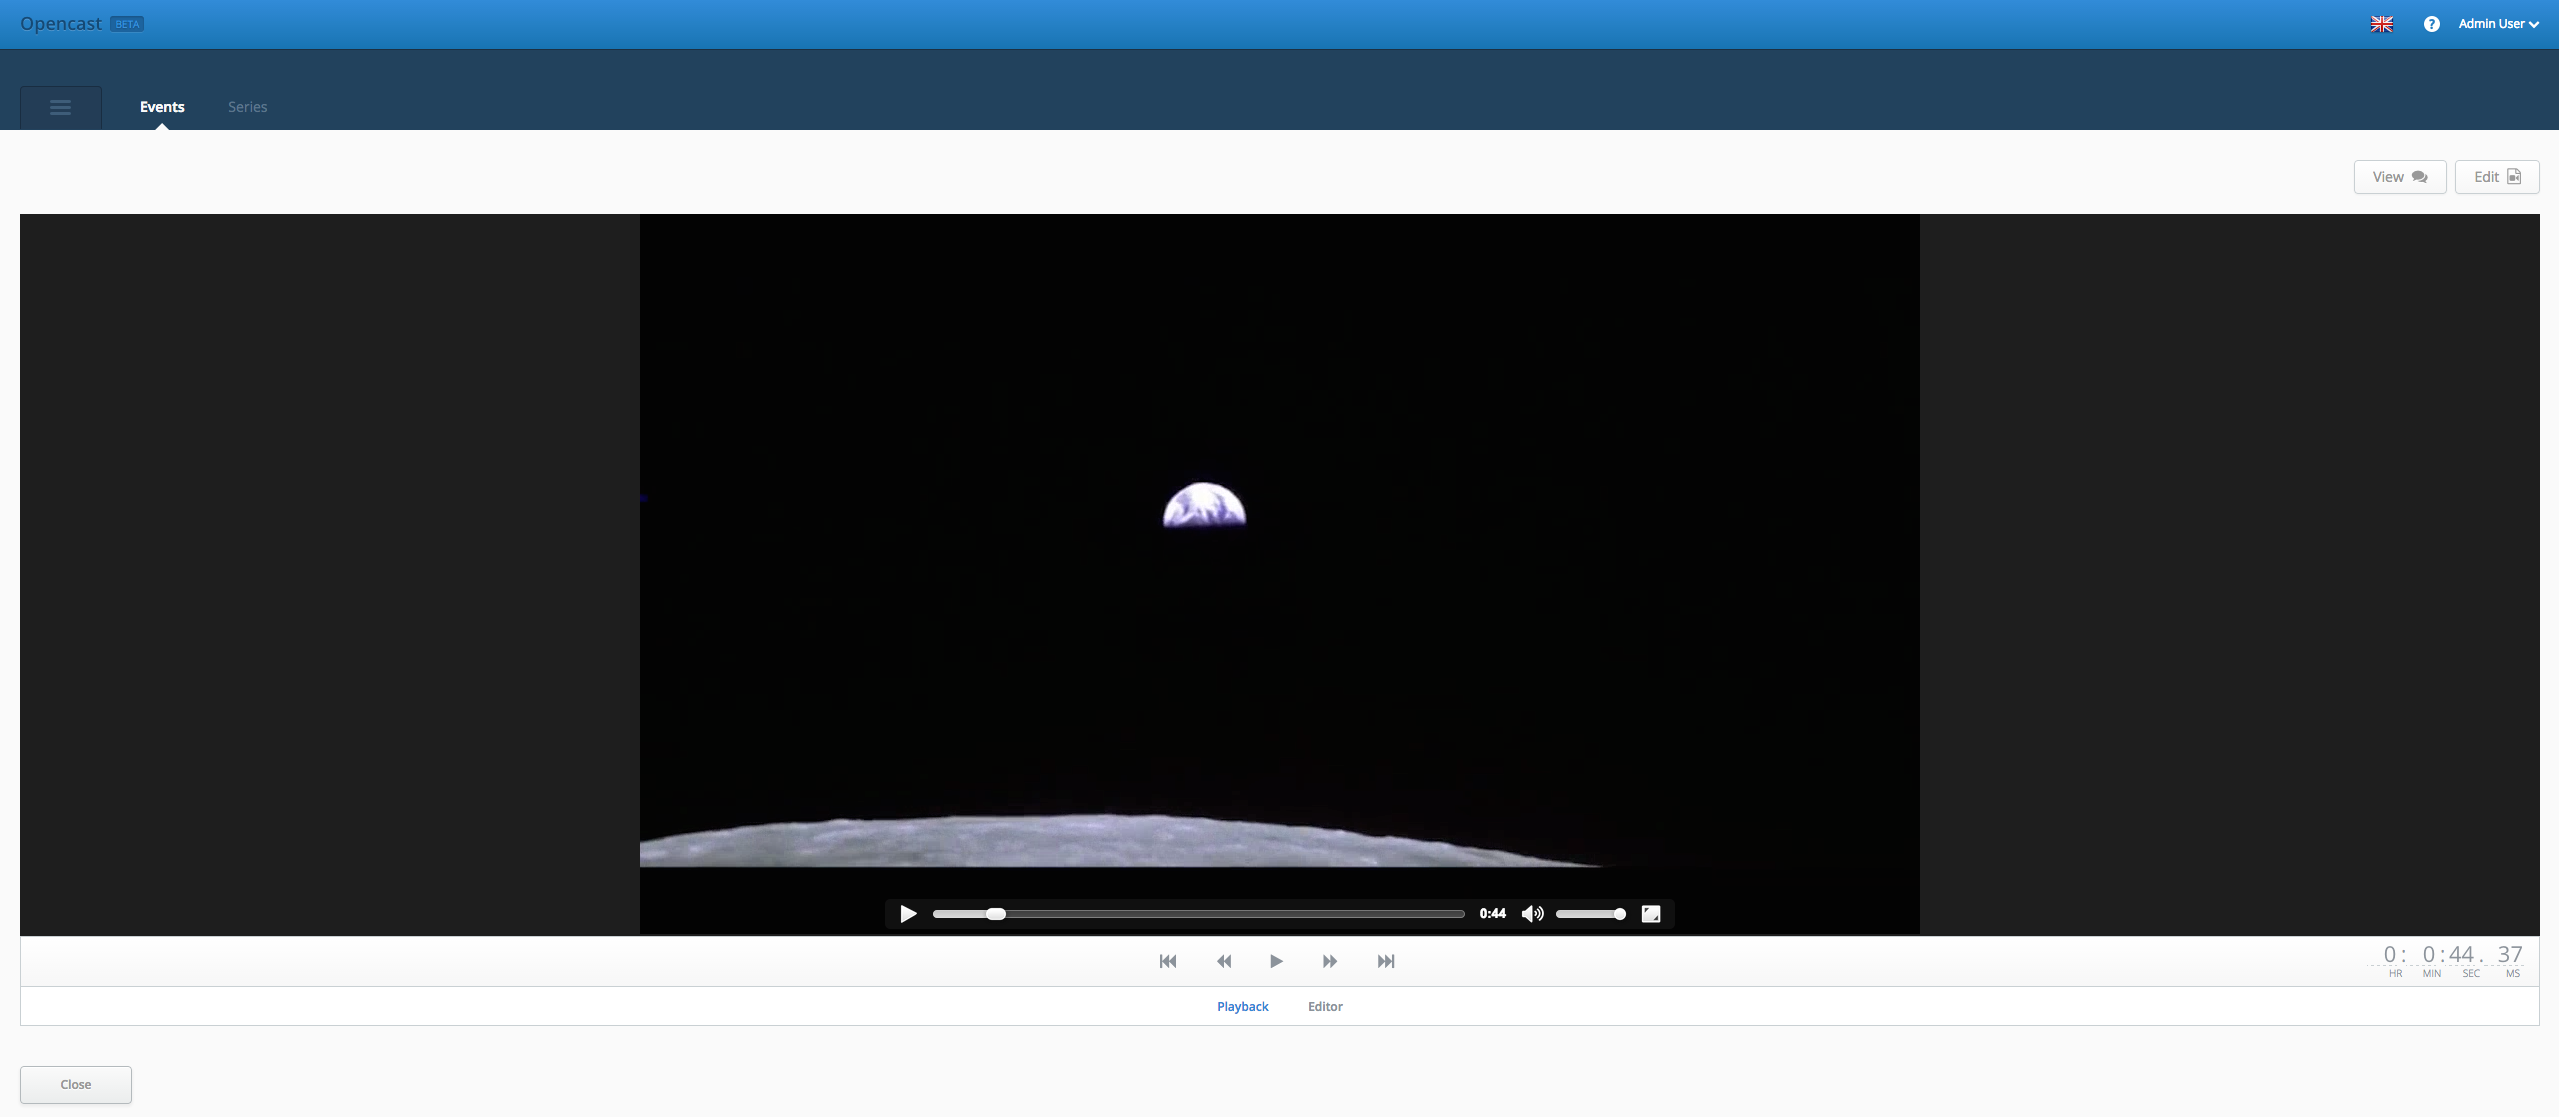 Opencast BETA
? Admin User
Events Series
View Edit
0:44
0: 0:44. 37
HR MIN SEC MS
Playback Editor
Close